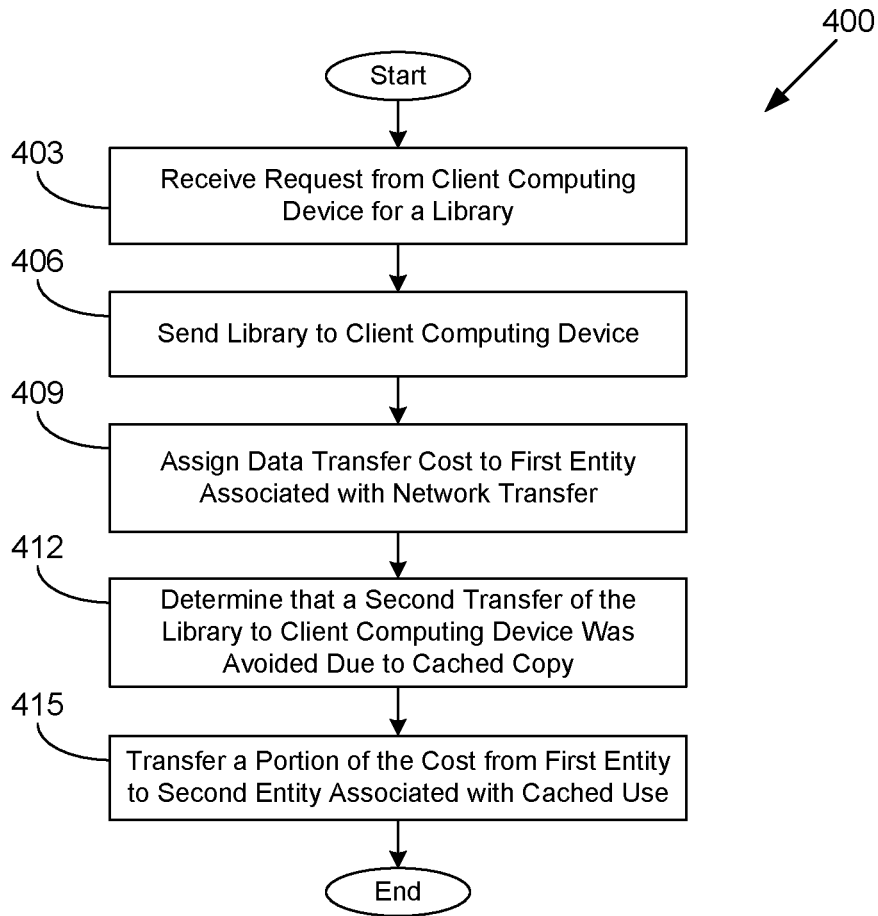 400
Start
403
Receive Request from Client Computing
Device for a Library
406
Send Library to Client Computing Device
409
Assign Data Transfer Cost to First Entity
Associated with Network Transfer
412
Determine that a Second Transfer of the
Library to Client Computing Device Was
Avoided Due to Cached Copy
415
Transfer a Portion of the Cost from First Entity
to Second Entity Associated with Cached Use
End